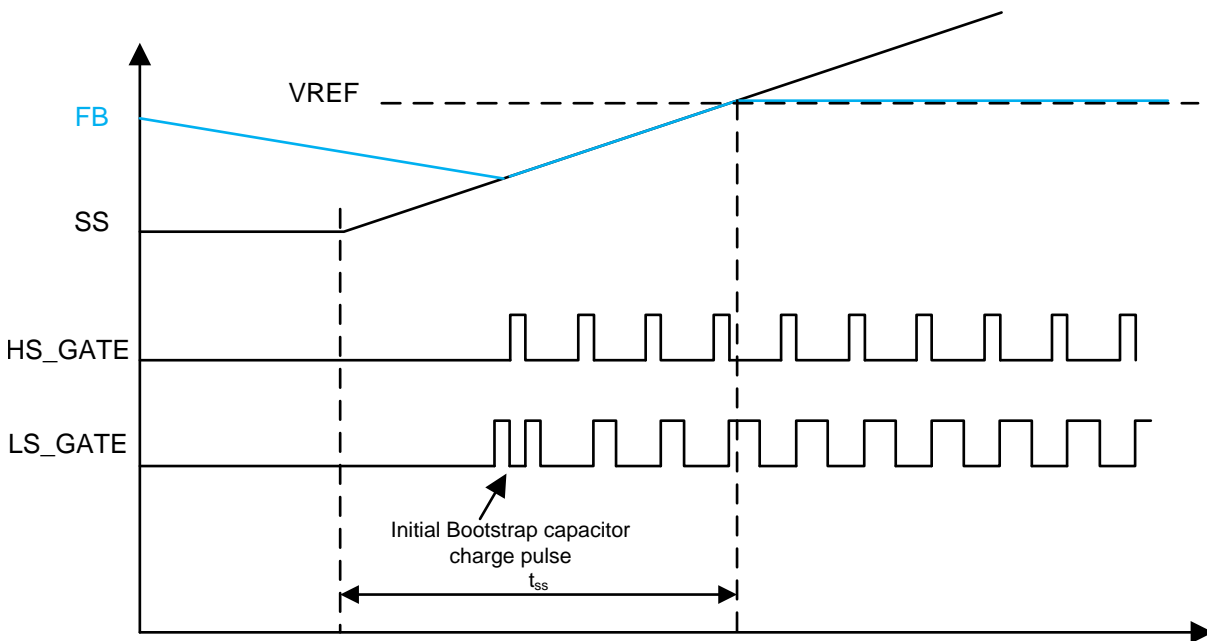 VREF
FB
SS
HS_GATE
LS_GATE
Initial Bootstrap capacitor
charge pulse
tss